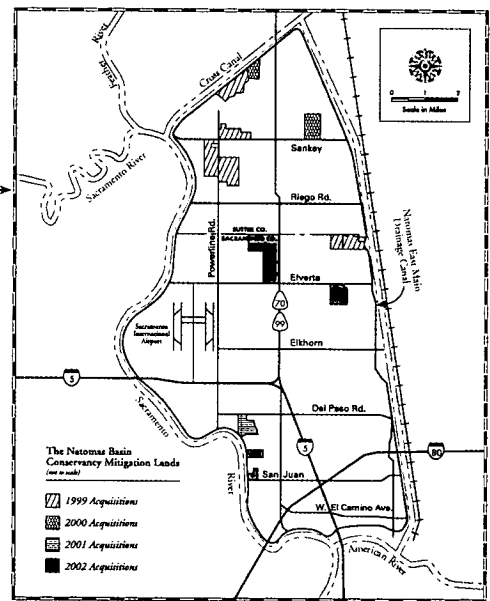 Feather
River
Cross Canal
0 1 2
Scale in Miles
Sankey
Sacramento River
Riego Rd.
Powerline Rd.
SUTTER CO.
SACRAMENTO CO.
Natomas East Main
Drainage Canal
Elverta
70
99
Sacramento
International
Airport
Elkhorn
5
Sacramento
River
Del Paso Rd.
5
80
The Natomas Basin
Conservancy Mitigation Lands
(not to scale)
San Juan
1999 Acquisitions
2000 Acquisitions
2001 Acquisitions
2002 Acquisitions
W. El Camino Ave.
American River